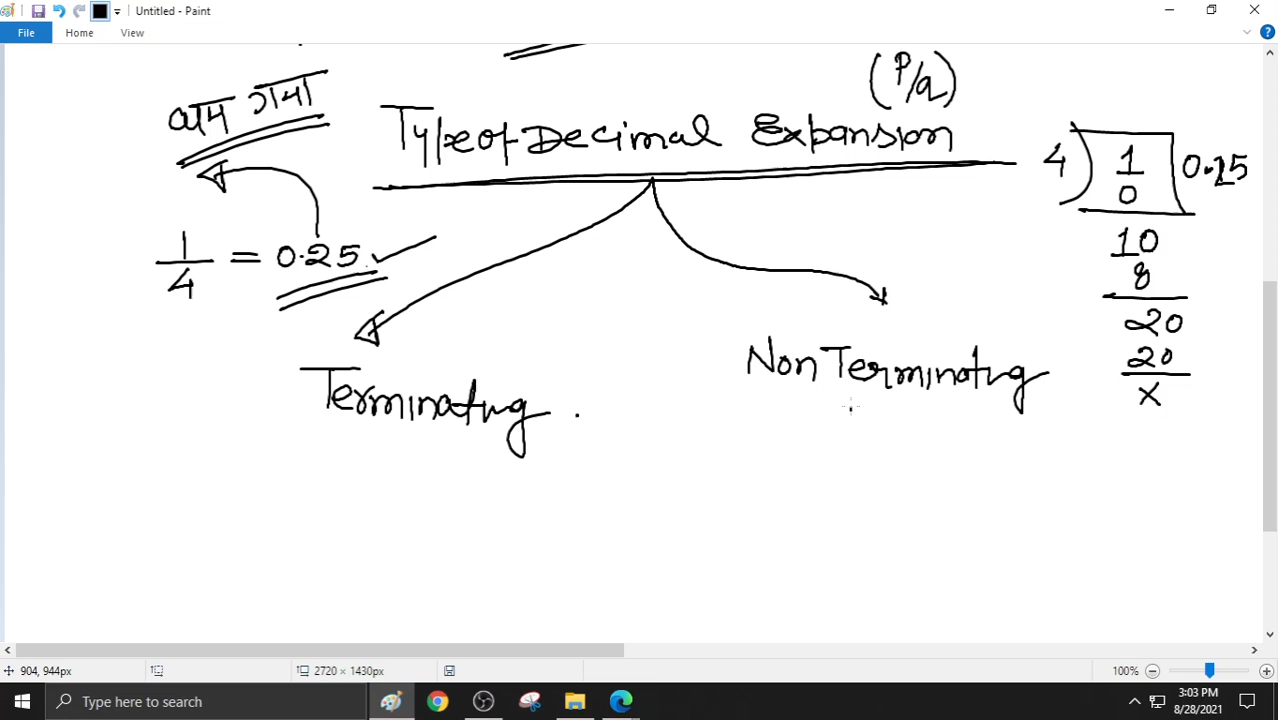 Untitled - Paint
File Home View
(P/q)
Type of Decimal Expansion
4) 1 (0.25
0
10
8
20
20
x
1/4 = 0.25
Terminating .
Non Terminating
904, 944px
2720 × 1430px
100%
Type here to search
3:03 PM
8/28/2021